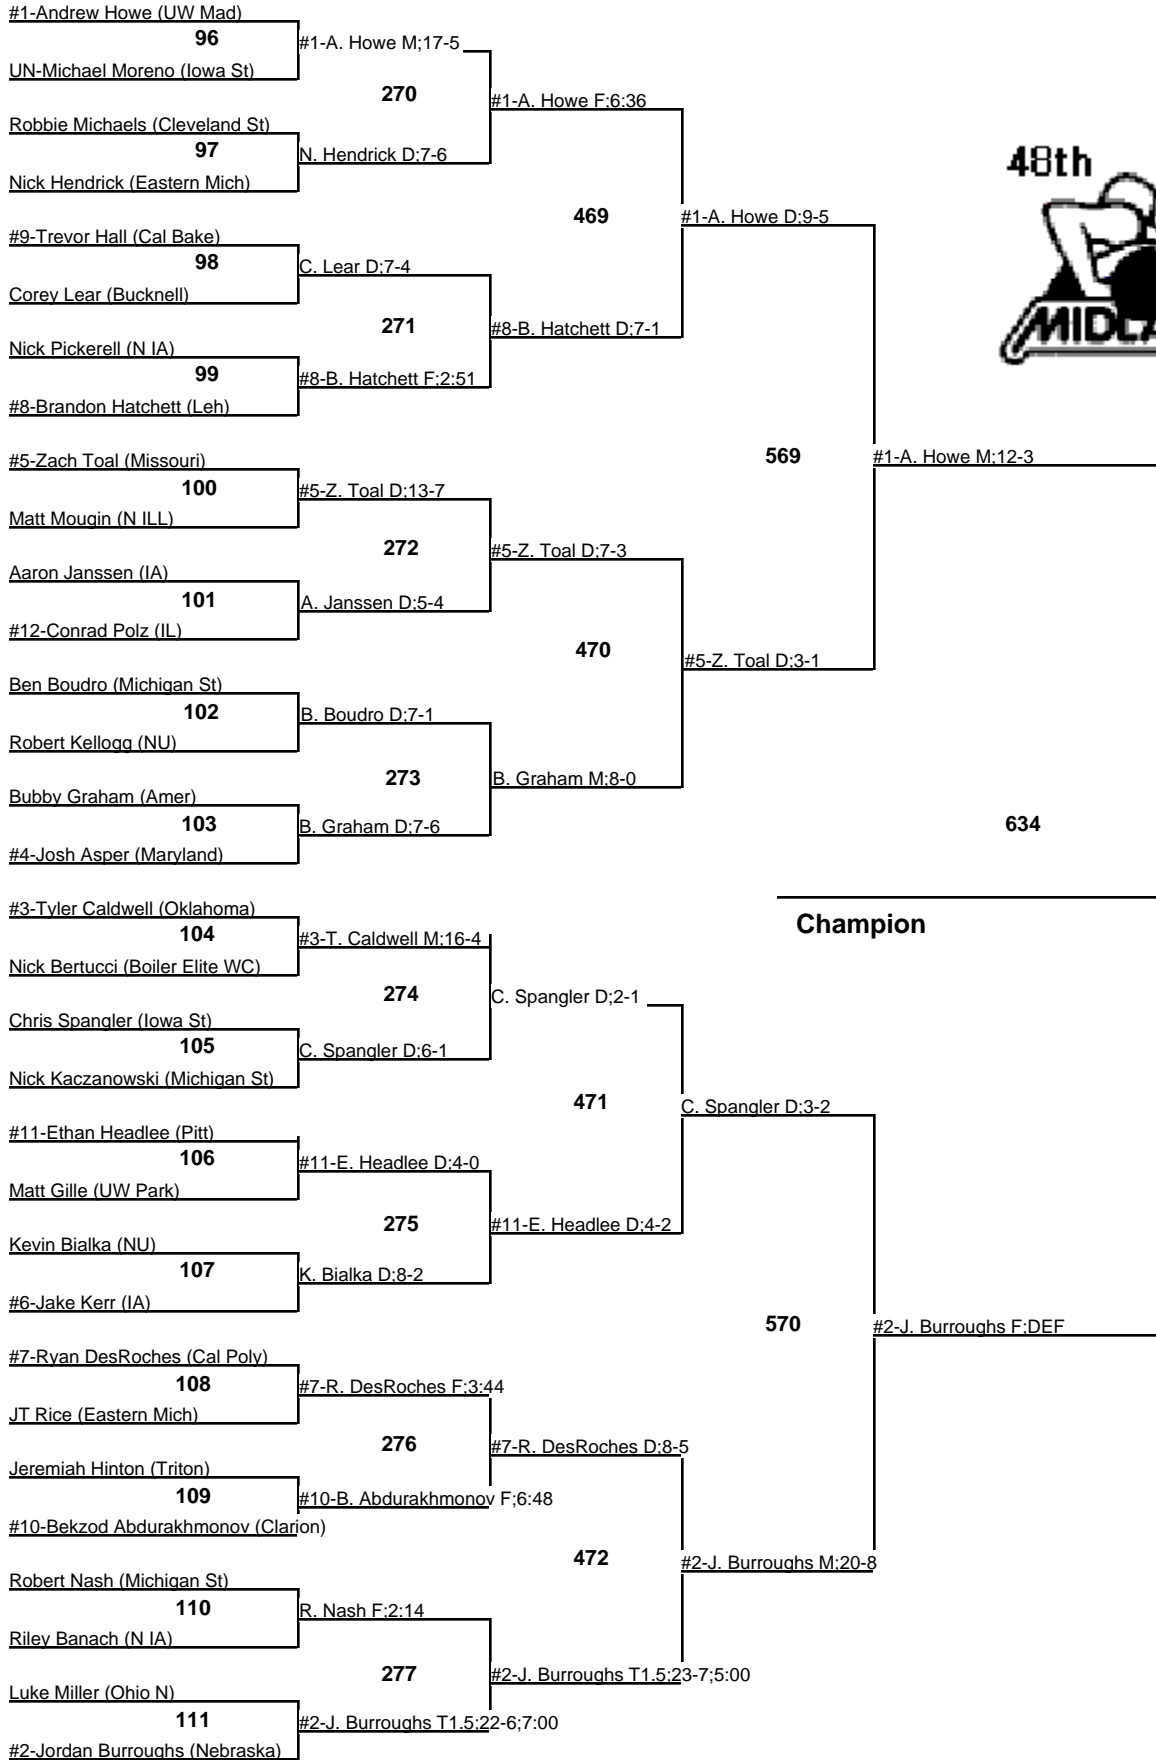 #1-Andrew Howe (UW Mad)
96
#1-A. Howe M;17-5
UN-Michael Moreno (Iowa St)
270
#1-A. Howe F;6:36
Robbie Michaels (Cleveland St)
97
N. Hendrick D;7-6
Nick Hendrick (Eastern Mich)
48th
469
#1-A. Howe D;9-5
#9-Trevor Hall (Cal Bake)
98
C. Lear D;7-4
Corey Lear (Bucknell)
271
#8-B. Hatchett D;7-1
Nick Pickerell (N IA)
99
#8-B. Hatchett F;2:51
#8-Brandon Hatchett (Leh)
569
#1-A. Howe M;12-3
#5-Zach Toal (Missouri)
100
#5-Z. Toal D;13-7
Matt Mougin (N ILL)
272
#5-Z. Toal D;7-3
Aaron Janssen (IA)
101
A. Janssen D;5-4
#12-Conrad Polz (IL)
470
#5-Z. Toal D;3-1
Ben Boudro (Michigan St)
102
B. Boudro D;7-1
Robert Kellogg (NU)
273
B. Graham M;8-0
Bubby Graham (Amer)
103
B. Graham D;7-6
#4-Josh Asper (Maryland)
634
Champion
#3-Tyler Caldwell (Oklahoma)
104
#3-T. Caldwell M;16-4
Nick Bertucci (Boiler Elite WC)
274
C. Spangler D;2-1
Chris Spangler (Iowa St)
105
C. Spangler D;6-1
Nick Kaczanowski (Michigan St)
471
C. Spangler D;3-2
#11-Ethan Headlee (Pitt)
106
#11-E. Headlee D;4-0
Matt Gille (UW Park)
275
#11-E. Headlee D;4-2
Kevin Bialka (NU)
107
K. Bialka D;8-2
#6-Jake Kerr (IA)
570
#2-J. Burroughs F;DEF
#7-Ryan DesRoches (Cal Poly)
108
#7-R. DesRoches F;3:44
JT Rice (Eastern Mich)
276
#7-R. DesRoches D;8-5
Jeremiah Hinton (Triton)
109
#10-B. Abdurakhmonov F;6:48
#10-Bekzod Abdurakhmonov (Clarion)
472
#2-J. Burroughs M;20-8
Robert Nash (Michigan St)
110
R. Nash F;2:14
Riley Banach (N IA)
277
#2-J. Burroughs T1.5;23-7;5:00
Luke Miller (Ohio N)
111
#2-J. Burroughs T1.5;22-6;7:00
#2-Jordan Burroughs (Nebraska)